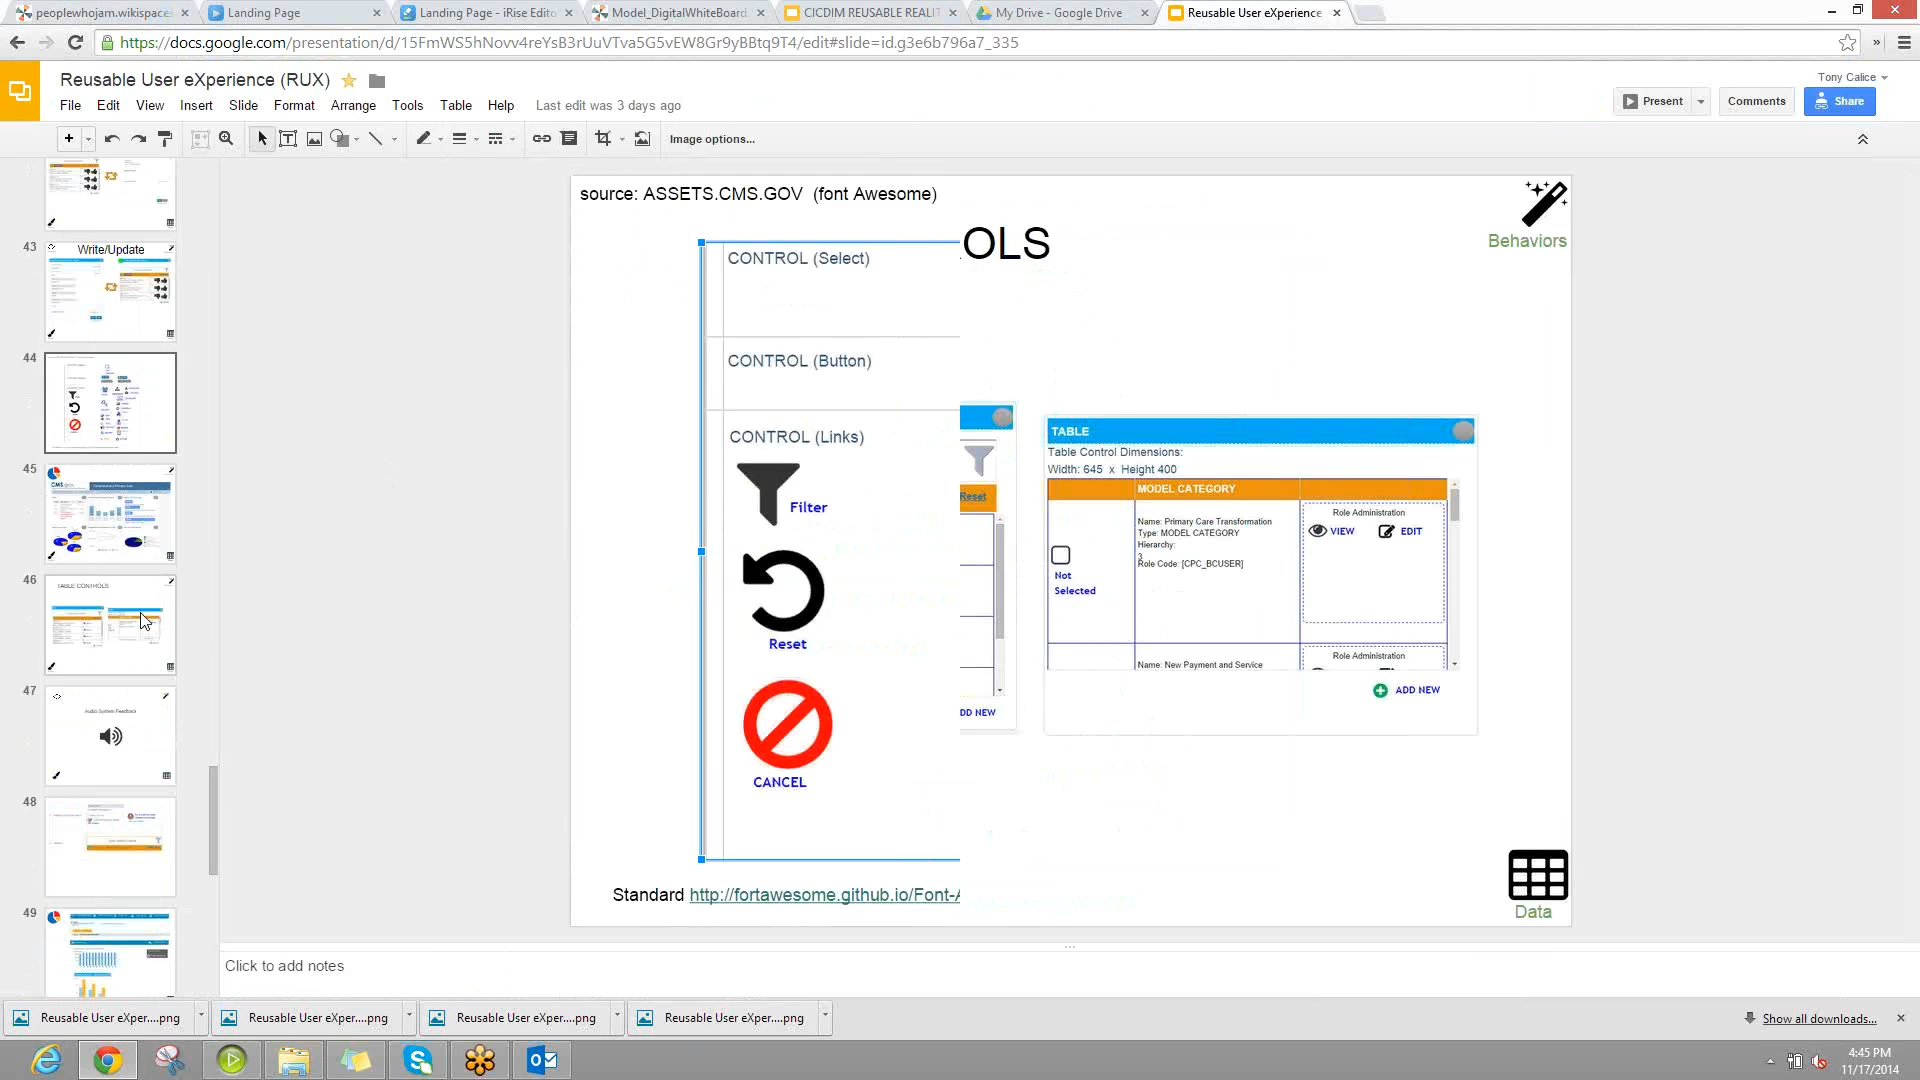 peoplewhojam.wikispaces
Landing Page
Landing Page - iRise Edito
Model_DigitalWhiteBoard
CICDIM REUSABLE REALIT
My Drive - Google Drive
Reusable User eXperience
https://docs.google.com/presentation/d/15FmWS5hNovv4reYsB3rUuVTva5G5vEW8Gr9yBBtq9T4/edit#slide=id.g3e6b796a7_335
Reusable User eXperience (RUX)
Tony Calice
File Edit View Insert Slide Format Arrange Tools Table Help Last edit was 3 days ago
Present
Comments
Share
Image options...
43
Write/Update
44
45
46
TABLE CONTROLS
47
Audio System Feedback
48
49
source: ASSETS.CMS.GOV (font Awesome)
OLS
Behaviors
CONTROL (Select)
CONTROL (Button)
CONTROL (Links)
Filter
Reset
CANCEL
Reset
DD NEW
TABLE
Table Control Dimensions:
Width: 645 x Height 400
MODEL CATEGORY
Name: Primary Care Transformation
Type: MODEL CATEGORY
Hierarchy:
3
Role Code: [CPC_BCUSER]
Not
Selected
Role Administration
VIEW
EDIT
Name: New Payment and Service
Role Administration
ADD NEW
Standard http://fortawesome.github.io/Font-A
Data
Click to add notes
Reusable User eXper....png
Reusable User eXper....png
Reusable User eXper....png
Reusable User eXper....png
Show all downloads...
4:45 PM
11/17/2014